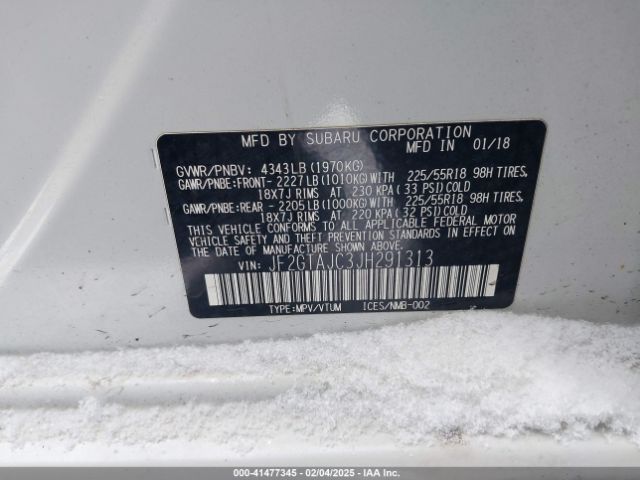 MFD BY SUBARU CORPORATION
MFD IN 01/18
GVWR/PNBV: 4343LB(1970KG)
GAWR/PNBE:FRONT- 2227LB(1010KG)WITH 225/55R18 98H TIRES,
18X7J RIMS AT 230 KPA(33 PSI)COLD
GAWR/PNBE:REAR - 2205LB(1000KG)WITH 225/55R18 98H TIRES,
18X7J RIMS AT 220 KPA(32 PSI)COLD
THIS VEHICLE CONFORMS TO ALL APPLICABLE FEDERAL MOTOR
VEHICLE SAFETY AND THEFT PREVENTION STANDARDS IN EFFECT ON
THE DATE OF MANUFACTURE SHOWN ABOVE.
VIN: JF2GTAJC3JH291313
TYPE:MPV/VTUM ICES/NMB-002
000-41477345 - 02/04/2025 - IAA Holdings, LLC.